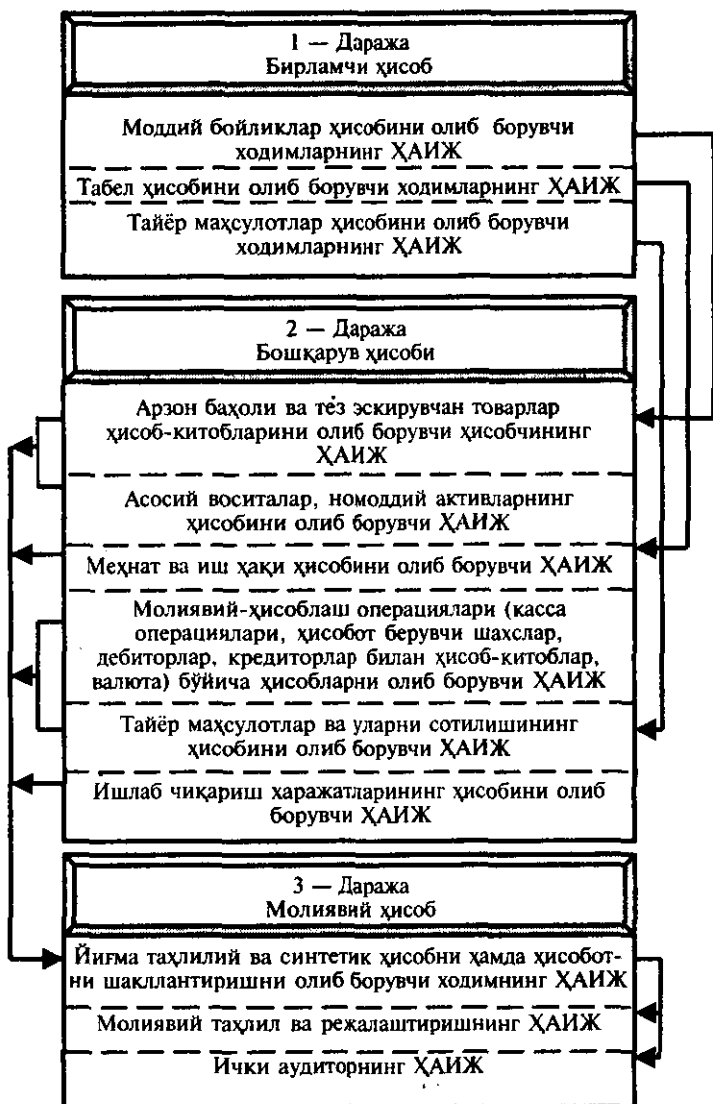 1 — Даража
Бирламчи ҳисоб
Моддий бойликлар ҳисобини олиб борувчи
ходимларнинг ҲАИЖ
Табел ҳисобини олиб борувчи ходимларнинг ҲАИЖ
Тайёр маҳсулотлар ҳисобини олиб борувчи
ходимларнинг ҲАИЖ
2 — Даража
Бошқарув ҳисоби
Арзон баҳоли ва тез эскирувчан товарлар
ҳисоб-китобларини олиб борувчи ҳисобчининг
ҲАИЖ
Асосий воситалар, номоддий активларнинг
ҳисобини олиб борувчи ҲАИЖ
Меҳнат ва иш ҳақи ҳисобини олиб борувчи ҲАИЖ
Молиявий-ҳисоблаш операциялари (касса
операциялари, ҳисобот берувчи шахслар,
дебиторлар, кредиторлар билан ҳисоб-китоблар,
валюта) бўйича ҳисобларни олиб борувчи ҲАИЖ
Тайёр маҳсулотлар ва уларни сотилишининг
ҳисобини олиб борувчи ҲАИЖ
Ишлаб чиқариш харажатларининг ҳисобини олиб
борувчи ҲАИЖ
3 — Даража
Молиявий ҳисоб
Йиғма таҳлилий ва синтетик ҳисобни ҳамда ҳисобот-
ни шакллантиришни олиб борувчи ходимнинг ҲАИЖ
Молиявий таҳлил ва режалаштиришнинг ҲАИЖ
Ички аудиторнинг ҲАИЖ